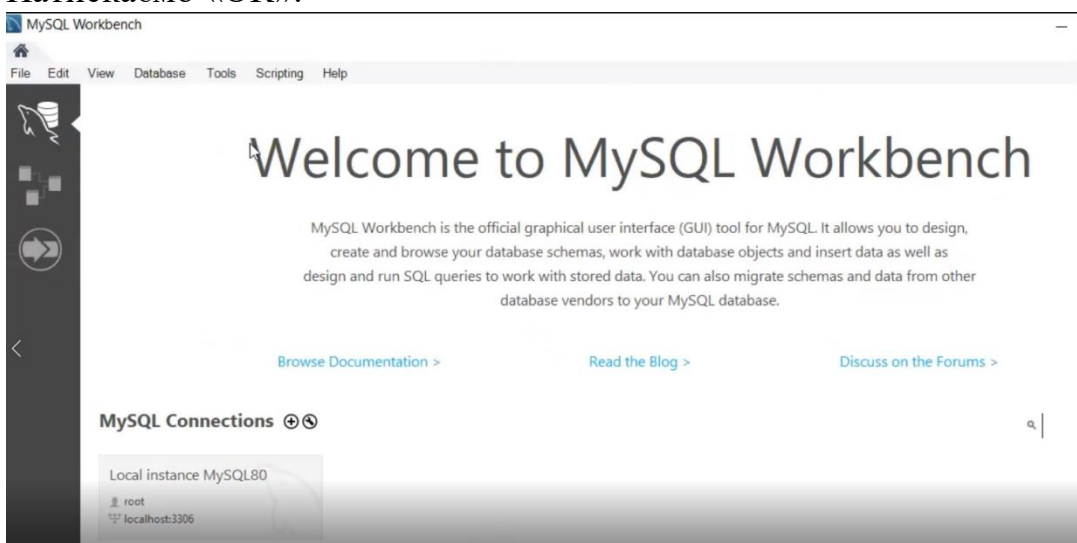 Натискаємо «OK».
MySQL Workbench
File Edit View Database Tools Scripting Help
Welcome to MySQL Workbench
MySQL Workbench is the official graphical user interface (GUI) tool for MySQL. It allows you to design,
create and browse your database schemas, work with database objects and insert data as well as
design and run SQL queries to work with stored data. You can also migrate schemas and data from other
database vendors to your MySQL database.
Browse Documentation > Read the Blog > Discuss on the Forums >
MySQL Connections
Local instance MySQL80
root
localhost:3306